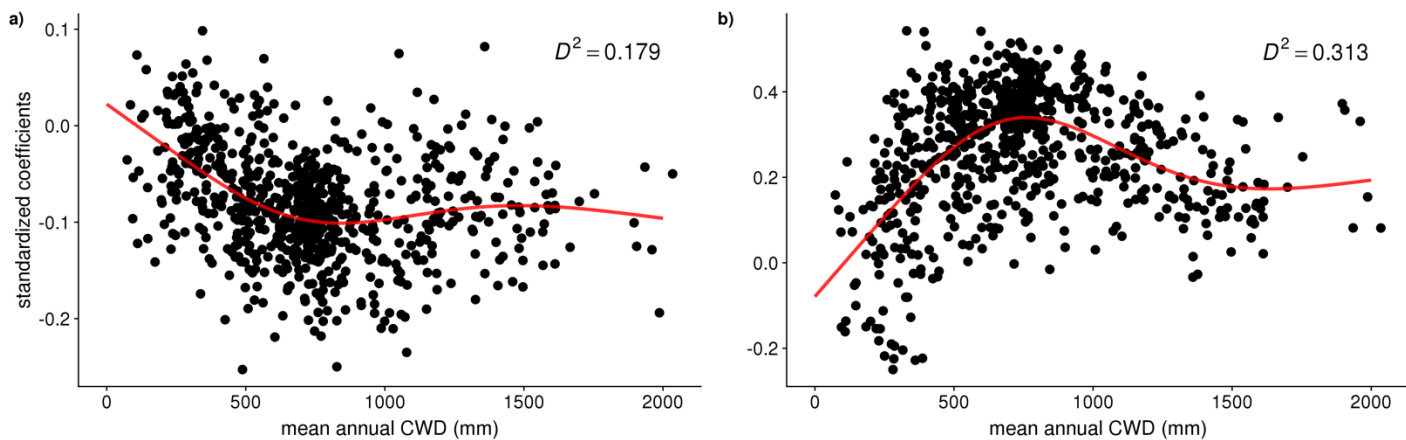 a)
D² = 0.179
standardized coefficients
0.1
0.0
-0.1
-0.2
0
500
1000
1500
2000
mean annual CWD (mm)
b)
D² = 0.313
0.4
0.2
0.0
-0.2
0
500
1000
1500
2000
mean annual CWD (mm)